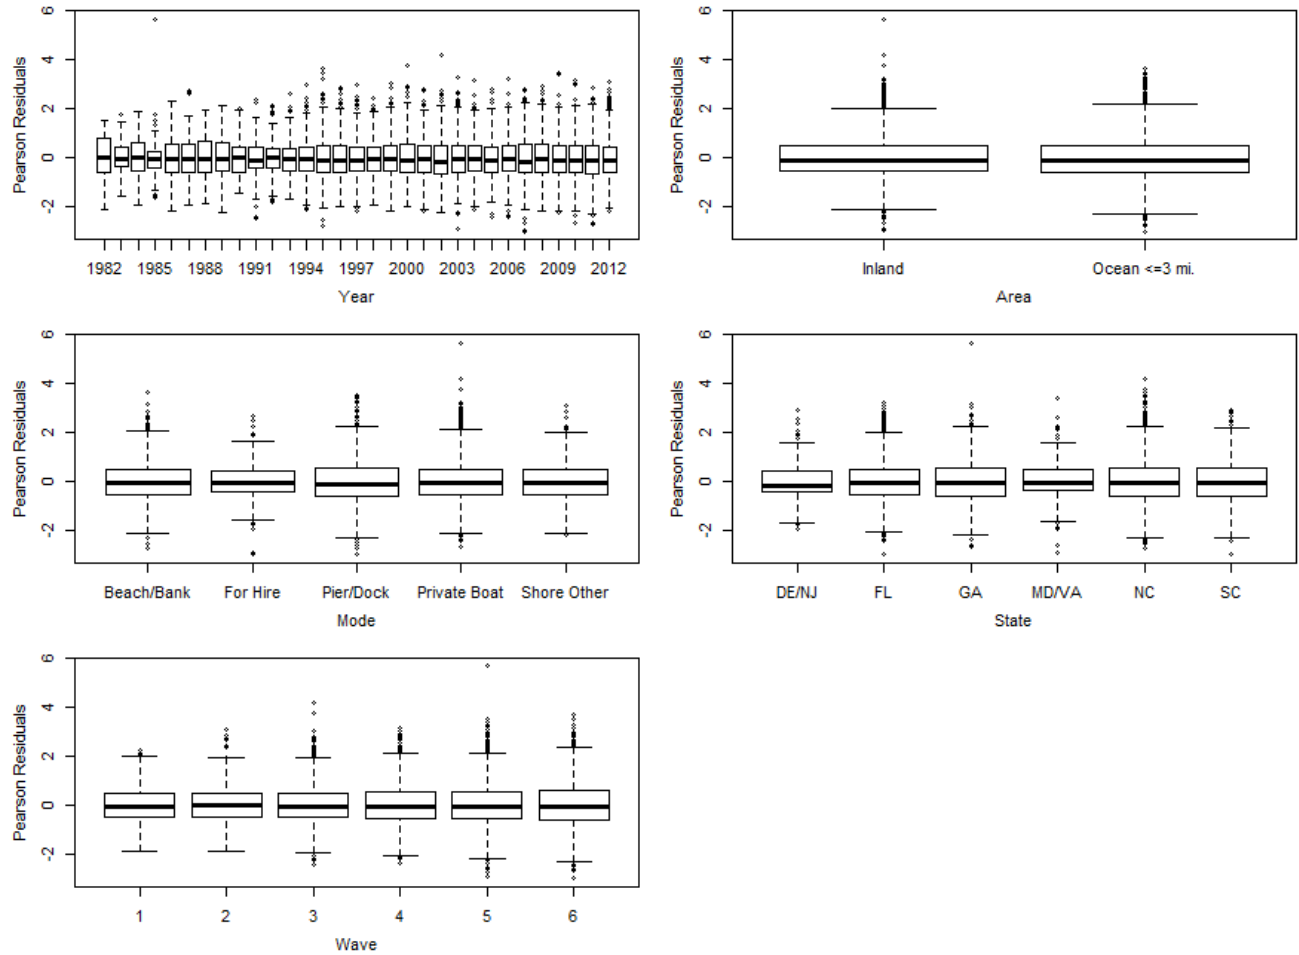 6
4
2
0
-2
Pearson Residuals
1982 1985 1988 1991 1994 1997 2000 2003 2006 2009 2012
Year
6
4
2
0
-2
Pearson Residuals
Inland Ocean <=3 mi.
Area
6
4
2
0
-2
Pearson Residuals
Beach/Bank For Hire Pier/Dock Private Boat Shore Other
Mode
6
4
2
0
-2
Pearson Residuals
DE/NJ FL GA MD/VA NC SC
State
6
4
2
0
-2
Pearson Residuals
1 2 3 4 5 6
Wave